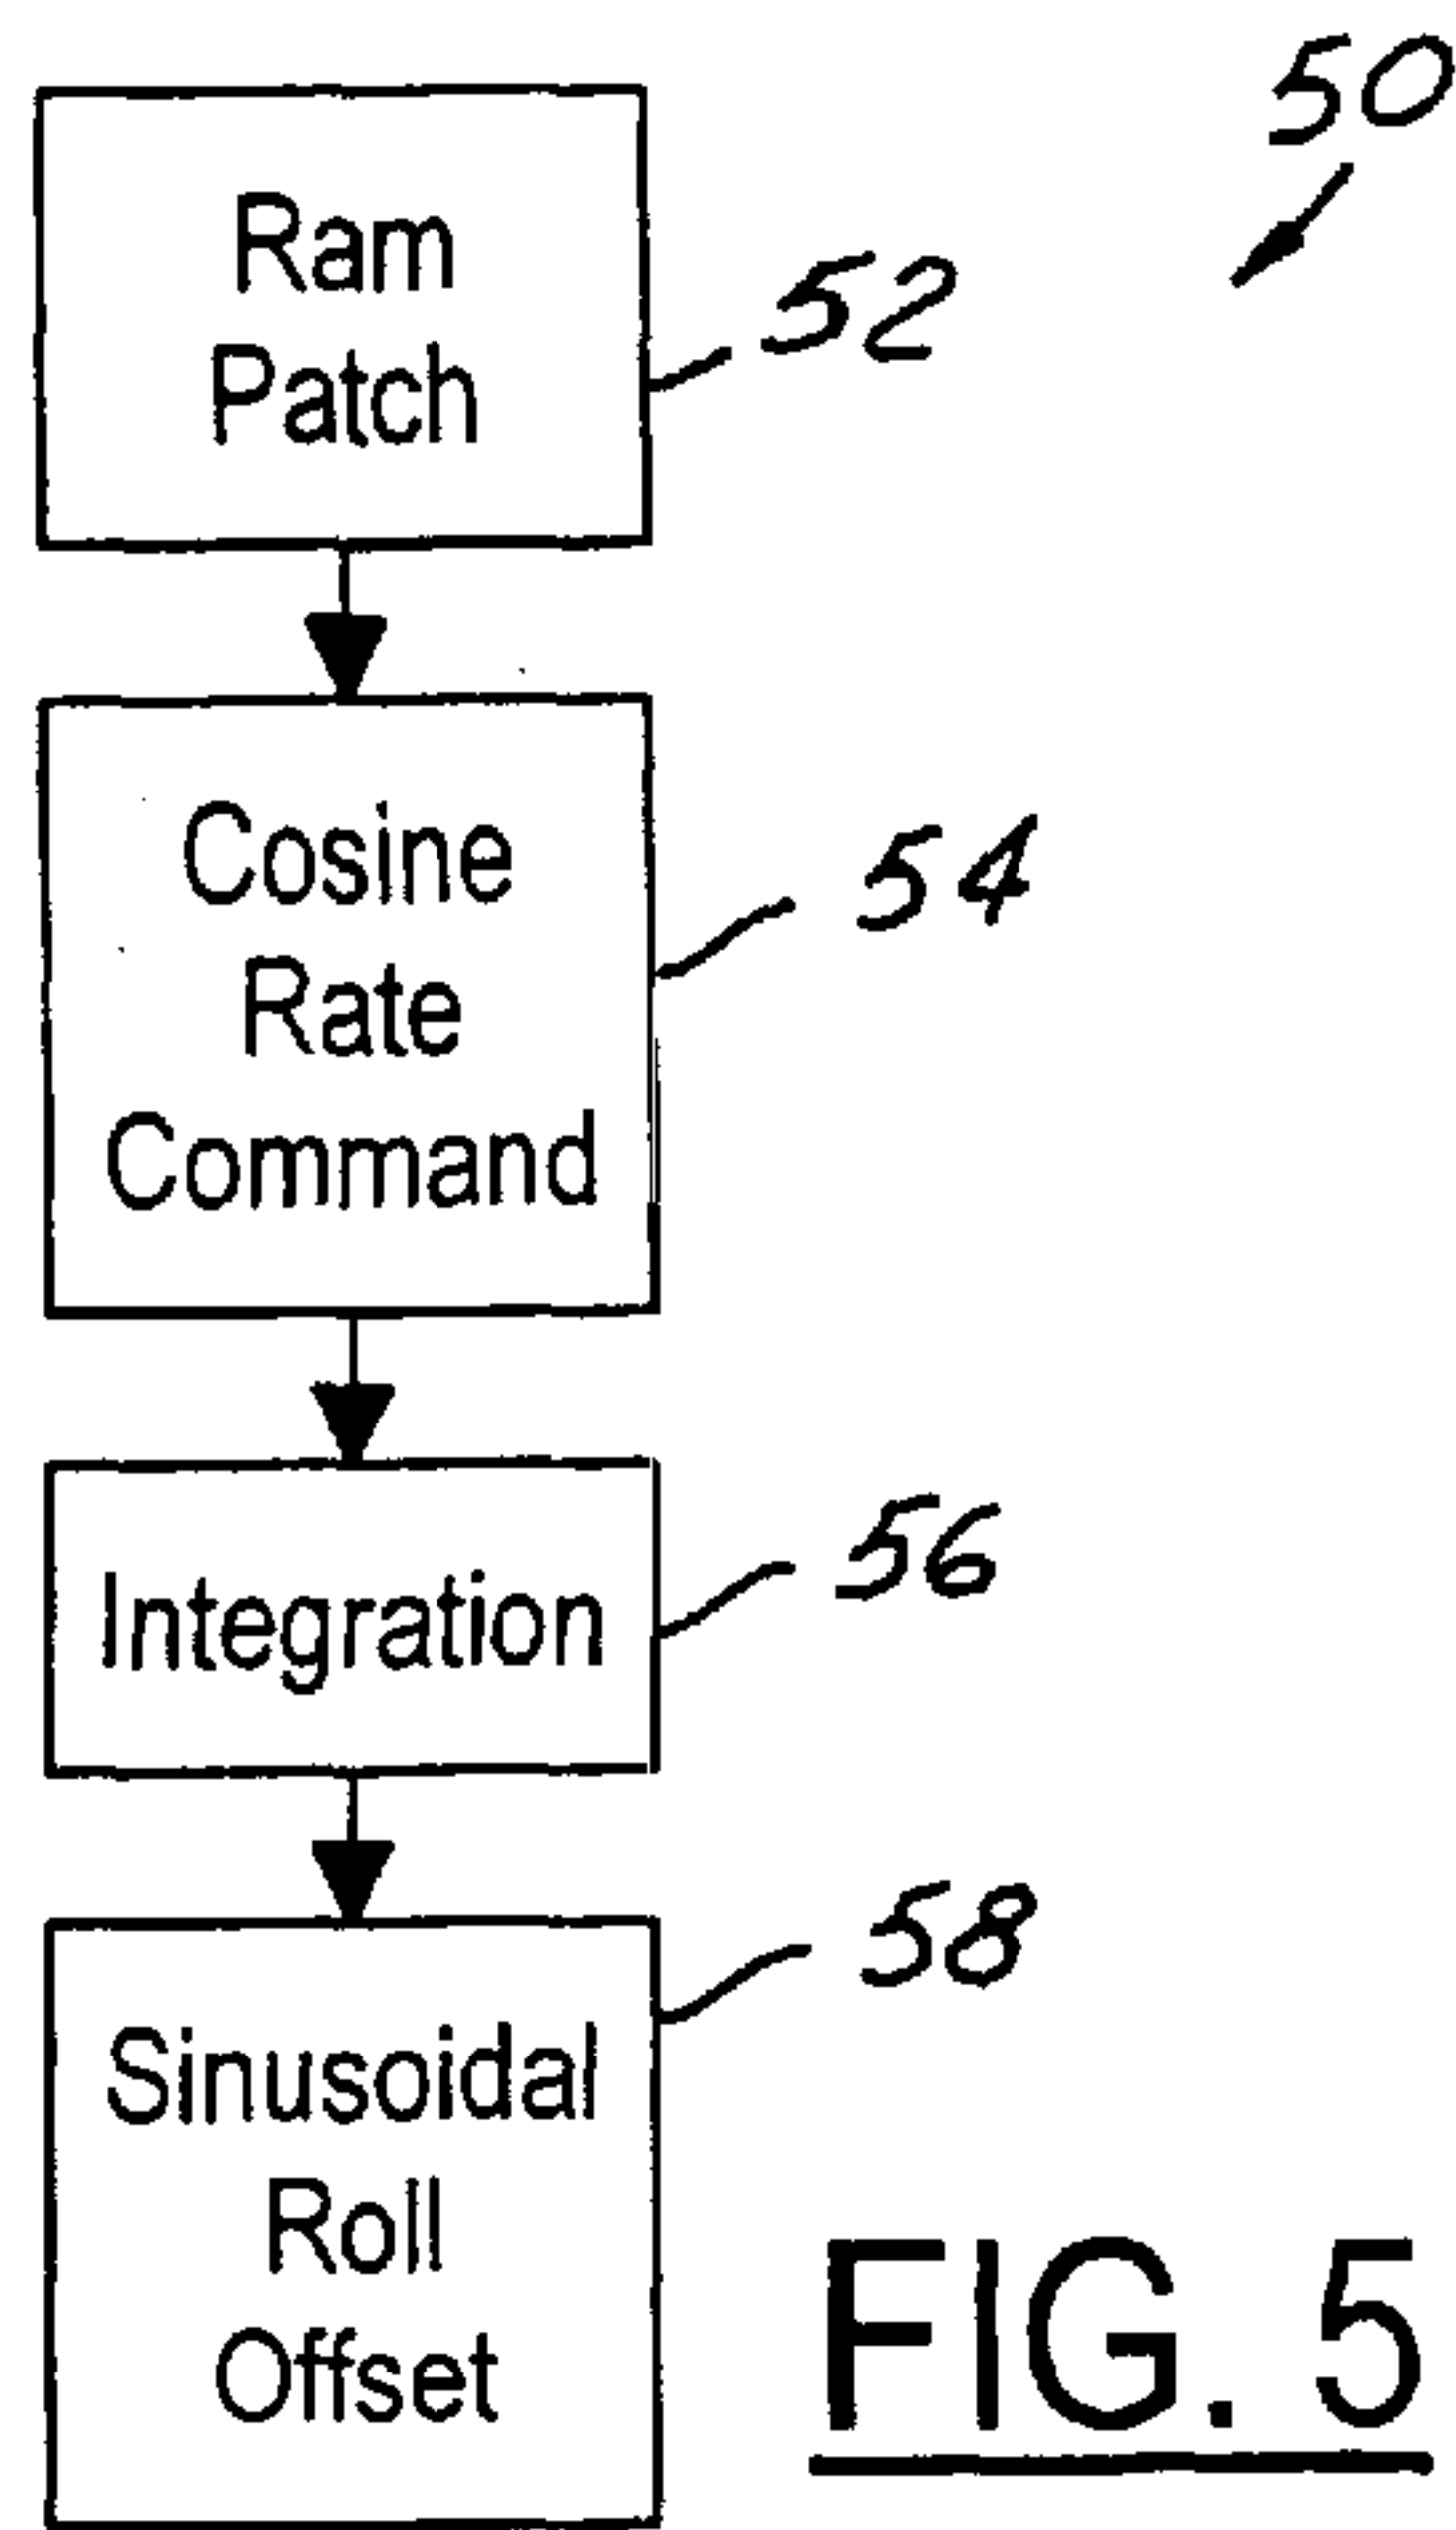 50
Ram
Patch
52
Cosine
Rate
Command
54
Integration
56
Sinusoidal
Roll
Offset
58
FIG. 5